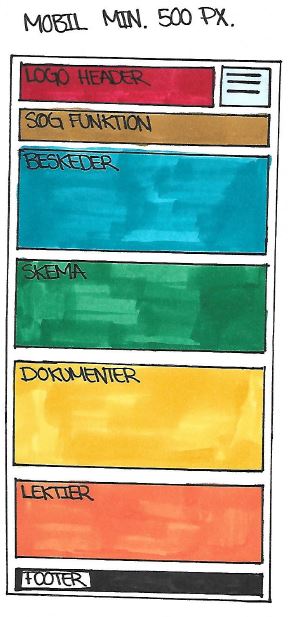 MOBIL MIN. 500 PX.
LOGO HEADER
SØG FUNKTION
BESKEDER
SKEMA
DOKUMENTER
LEKTIER
FOOTER